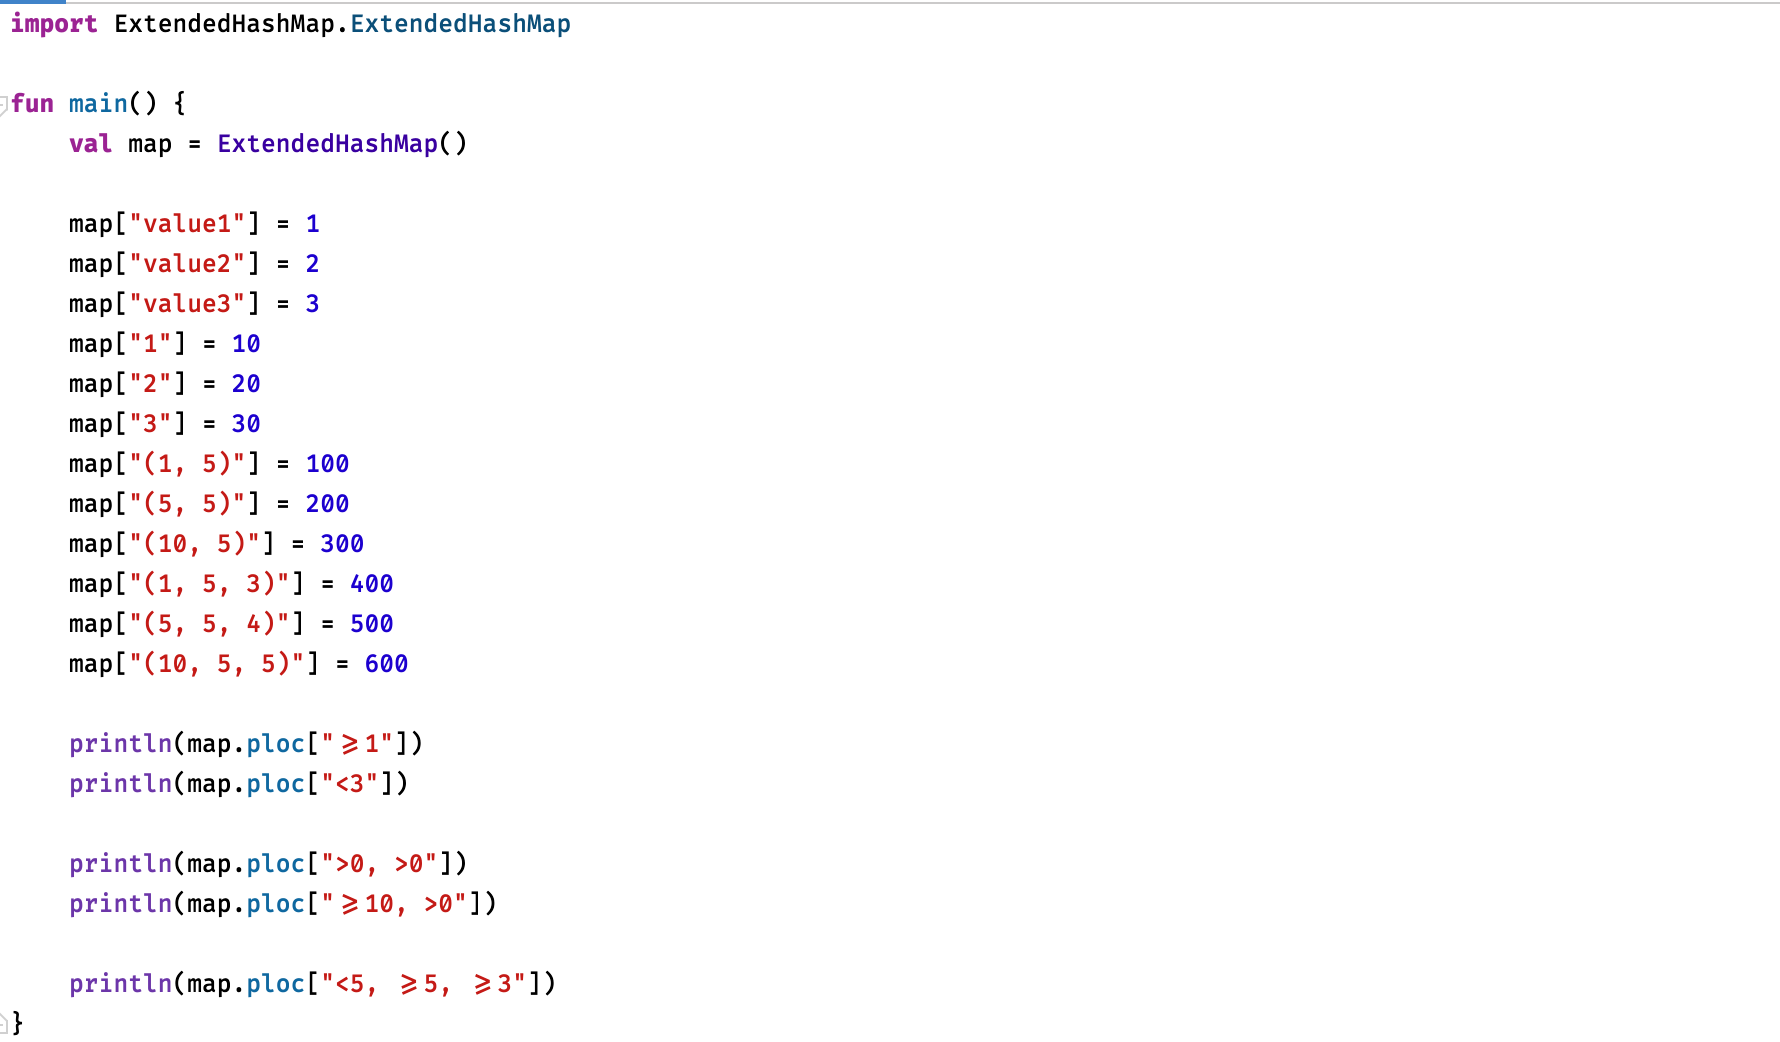 import ExtendedHashMap.ExtendedHashMap
fun main() {
    val map = ExtendedHashMap()
    map["value1"] = 1
    map["value2"] = 2
    map["value3"] = 3
    map["1"] = 10
    map["2"] = 20
    map["3"] = 30
    map["(1, 5)"] = 100
    map["(5, 5)"] = 200
    map["(10, 5)"] = 300
    map["(1, 5, 3)"] = 400
    map["(5, 5, 4)"] = 500
    map["(10, 5, 5)"] = 600
    println(map.ploc[">=1"])
    println(map.ploc["<3"])
    println(map.ploc[">0, >0"])
    println(map.ploc[">=10, >0"])
    println(map.ploc["<5, >=5, >=3"])
}